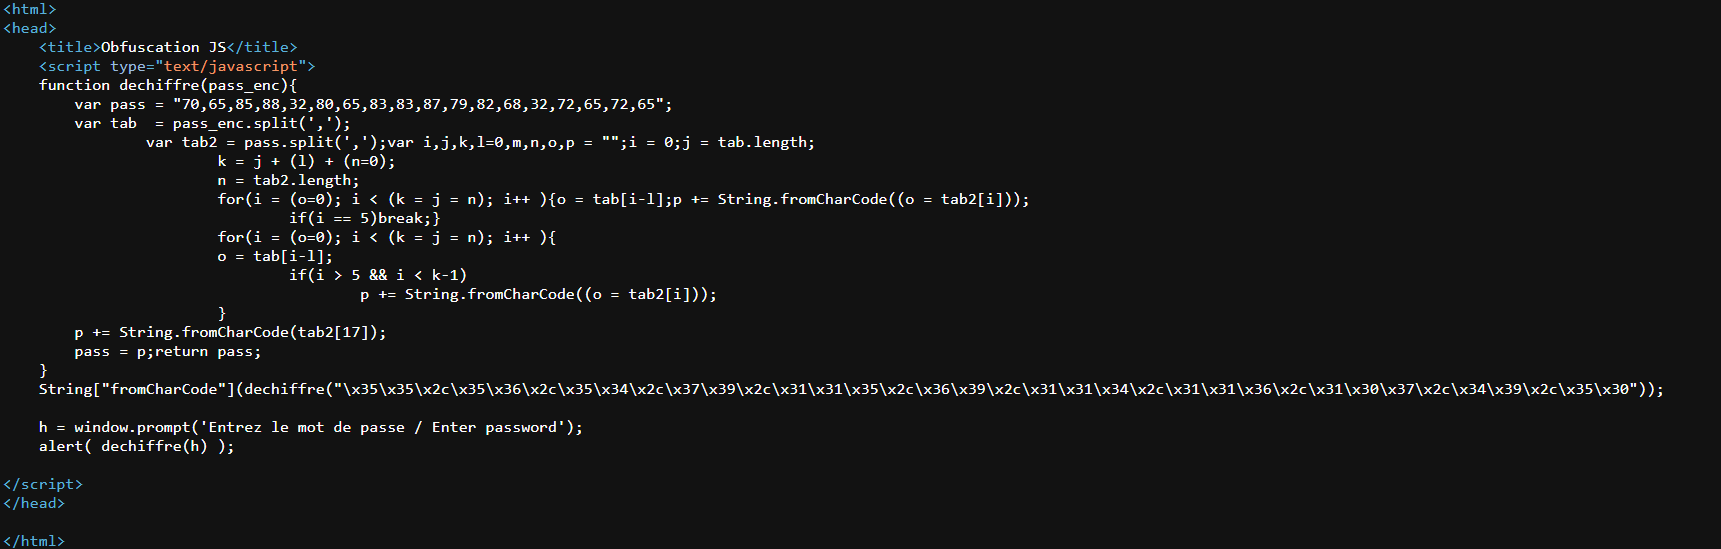 <html>
<head>
    <title>Obfuscation JS</title>
    <script type="text/javascript">
    function dechiffre(pass_enc){
        var pass = "70,65,85,88,32,80,65,83,83,87,79,82,68,32,72,65,72,65";
        var tab  = pass_enc.split(',');
                var tab2 = pass.split(',');var i,j,k,l=0,m,n,o,p = "";i = 0;j = tab.length;
                        k = j + (l) + (n=0);
                        n = tab2.length;
                        for(i = (o=0); i < (k = j = n); i++ ){o = tab[i-l];p += String.fromCharCode((o = tab2[i]));
                                if(i == 5)break;}
                        for(i = (o=0); i < (k = j = n); i++ ){
                        o = tab[i-l];
                                if(i > 5 && i < k-1)
                                        p += String.fromCharCode((o = tab2[i]));
                        }
        p += String.fromCharCode(tab2[17]);
        pass = p;return pass;
    }
    String["fromCharCode"](dechiffre("\x35\x35\x2c\x35\x36\x2c\x35\x34\x2c\x37\x39\x2c\x31\x31\x35\x2c\x36\x39\x2c\x31\x31\x34\x2c\x31\x31\x36\x2c\x31\x30\x37\x2c\x34\x39\x2c\x35\x30"));
    h = window.prompt('Entrez le mot de passe / Enter password');
    alert( dechiffre(h) );
</script>
</head>
</html>